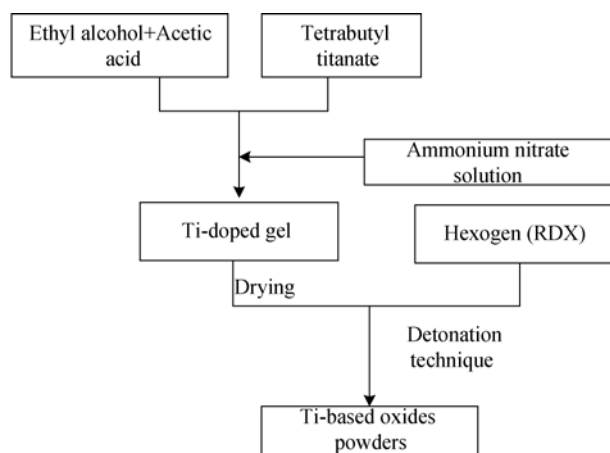 Ethyl alcohol+Acetic
acid
Tetrabutyl
titanate
Ammonium nitrate
solution
Ti-doped gel
Hexogen (RDX)
Drying
Detonation
technique
Ti-based oxides
powders